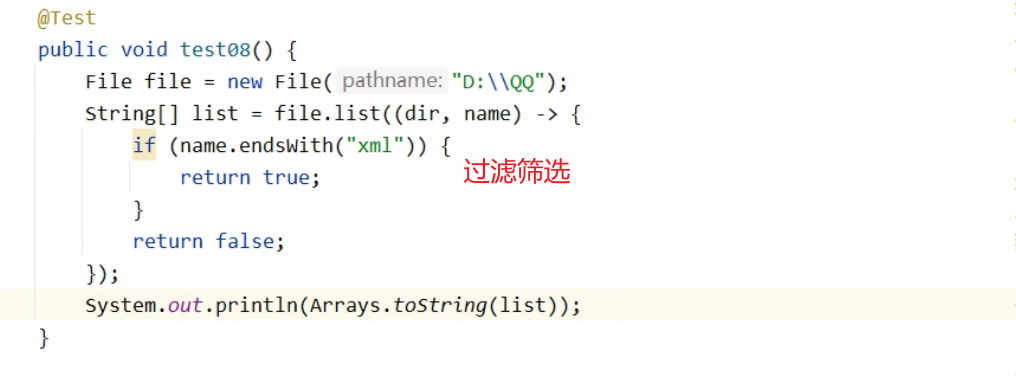 @Test
public void test08() {
File file = new File( pathname: "D:\\QQ");
String[] list = file.list((dir, name) -> {
if (name.endsWith("xml")) {
过滤筛选
return true;
}
return false;
});
System.out.println(Arrays.toString(list));
}